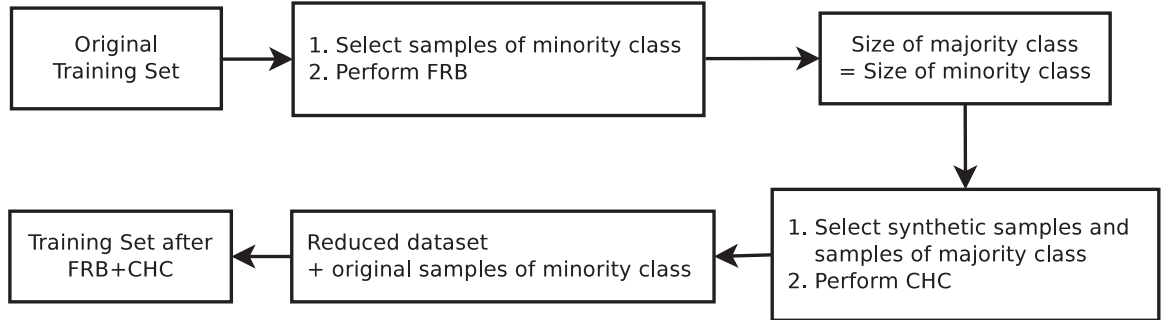 Original
Training Set
1. Select samples of minority class
2. Perform FRB
Size of majority class
= Size of minority class
1. Select synthetic samples and
samples of majority class
2. Perform CHC
Reduced dataset
+ original samples of minority class
Training Set after
FRB+CHC